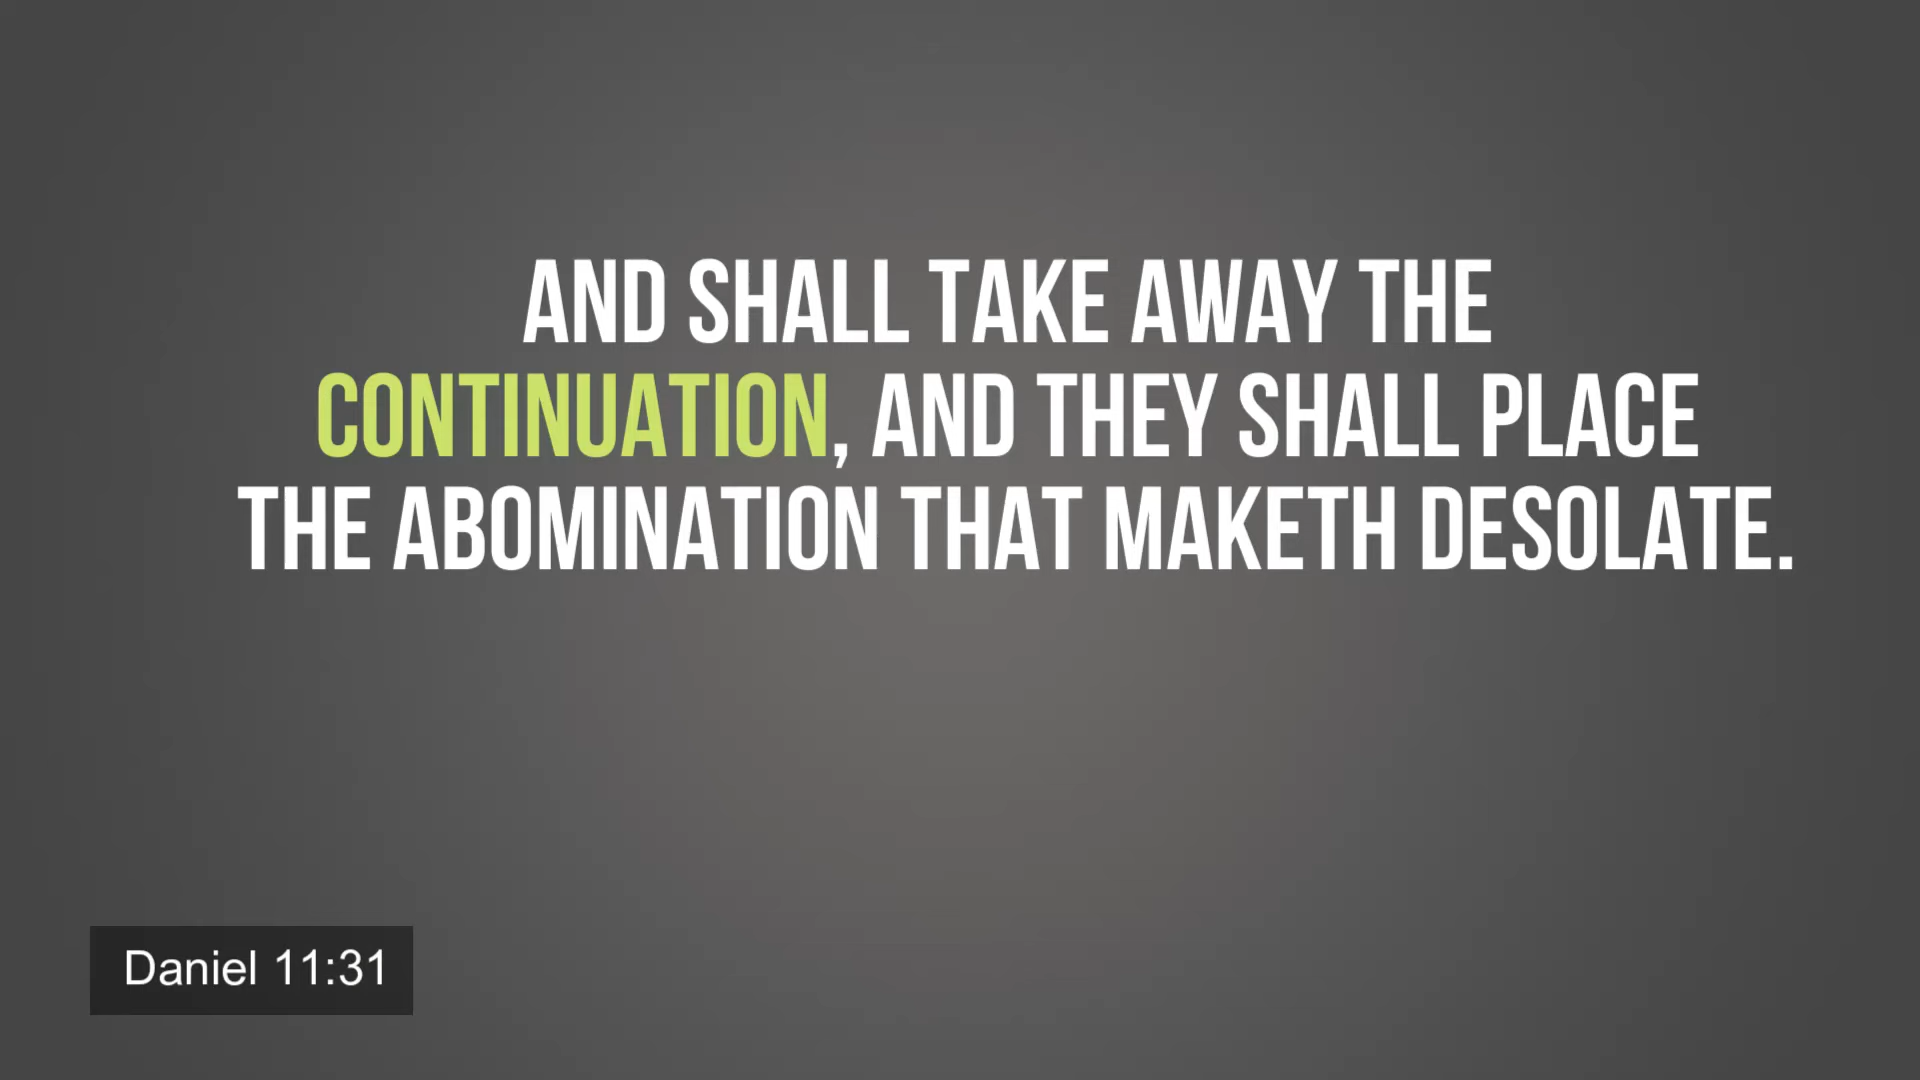 AND SHALL TAKE AWAY THE
CONTINUATION, AND THEY SHALL PLACE
THE ABOMINATION THAT MAKETH DESOLATE.
Daniel 11:31